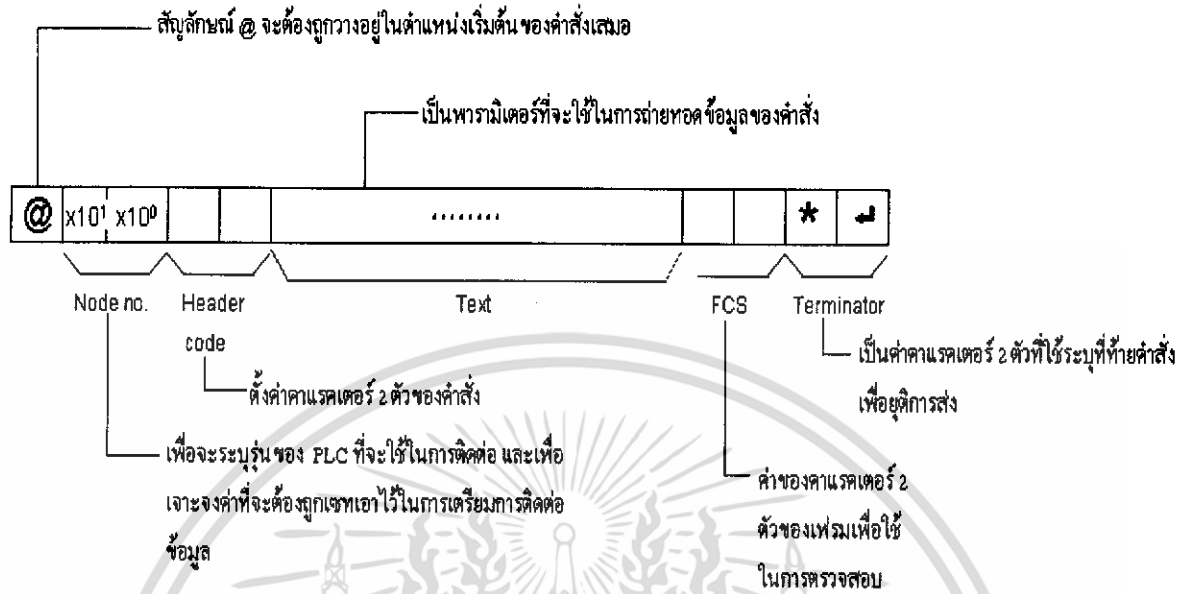 สัญลักษณ์ @ จะต้องถูกวางอยู่ในตำแหน่งเริ่มต้นของคำสั่งเสมอ
เป็นพารามิเตอร์ที่จะใช้ในการถ่ายทอดข้อมูลของคำสั่ง
@ x10¹ x10⁰ ........ * ↵
Node no. Header Text FCS Terminator
code
เป็นค่าคาแรคเตอร์ 2 ตัวที่ใช้ระบุที่ท้ายคำสั่ง
เพื่อยุติการส่ง
ตั้งค่าคาแรคเตอร์ 2 ตัวของคำสั่ง
เพื่อจะระบุรุ่นของ PLC ที่จะใช้ในการติดต่อ และเพื่อ
เจาะจงค่าที่จะต้องถูกเซทเอาไว้ในการเตรียมการติดต่อ
ข้อมูล
ค่าของคาแรคเตอร์ 2
ตัวของเฟรมเพื่อใช้
ในการตรวจสอบ